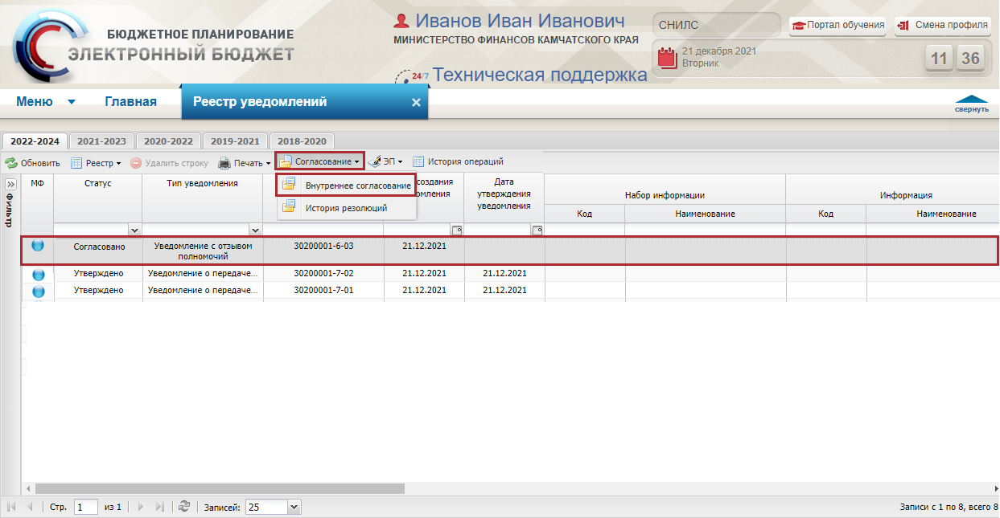 БЮДЖЕТНОЕ ПЛАНИРОВАНИЕ
ЭЛЕКТРОННЫЙ БЮДЖЕТ
Иванов Иван Иванович
МИНИСТЕРСТВО ФИНАНСОВ КАМЧАТСКОГО КРАЯ
24/7 Техническая поддержка
СНИЛС
Портал обучения
Смена профиля
21 декабря 2021
Вторник
11 36
Меню
Главная
Реестр уведомлений
свернуть
2022-2024 2021-2023 2020-2022 2019-2021 2018-2020
Обновить Реестр Удалить строку Печать Согласование ЭП История операций
Внутреннее согласование
История резолюций
Фильтр
МФ Статус Тип уведомления создания Дата утверждения уведомления
Набор информации Информация
Код Наименование Код Наименование
Согласовано Уведомление с отзывом полномочий 30200001-6-03 21.12.2021
Утверждено Уведомление о передаче... 30200001-7-02 21.12.2021 21.12.2021
Утверждено Уведомление о передаче... 30200001-7-01 21.12.2021 21.12.2021
Стр. 1 из 1 Записей: 25 Записи с 1 по 8, всего 8